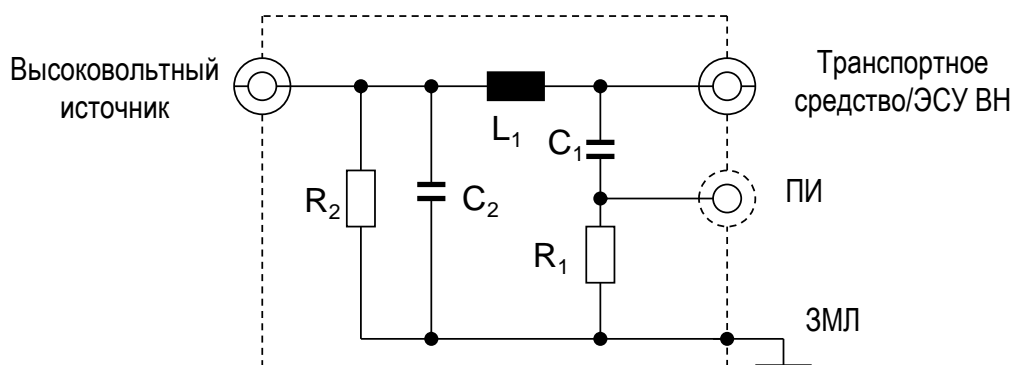 Высоковольтный
источник
Транспортное
средство/ЭСУ ВН
L₁
C₁
R₂
C₂
ПИ
R₁
ЗМЛ